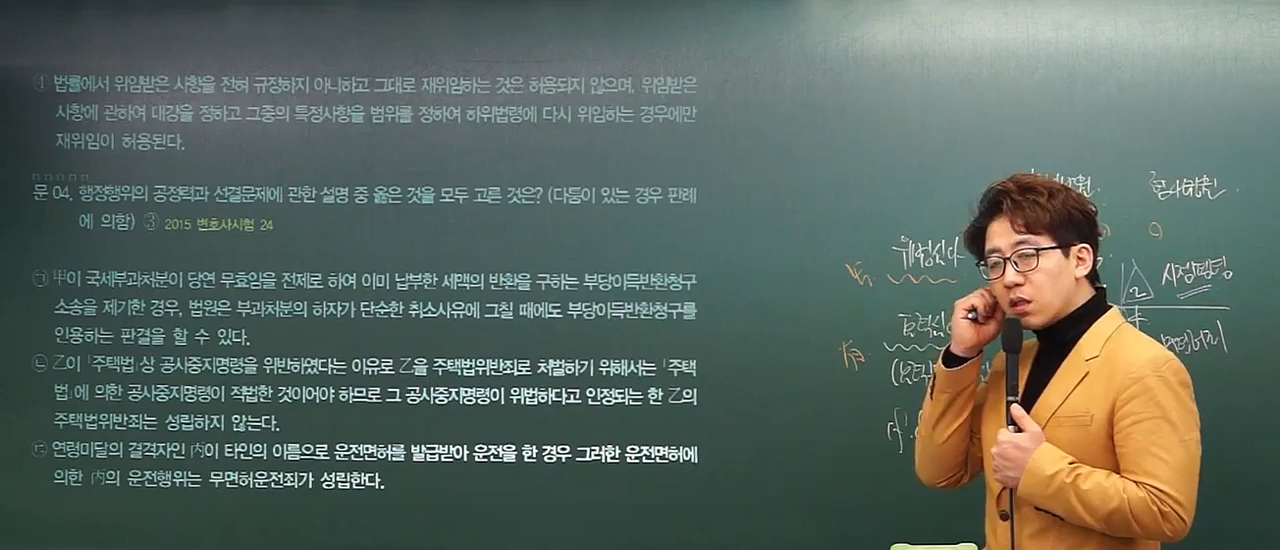 ① 법률에서 위임받은 사항을 전혀 규정하지 아니하고 그대로 재위임하는 것은 허용되지 않으며, 위임받은
사항에 관하여 대강을 정하고 그중의 특정사항을 범위를 정하여 하위법령에 다시 위임하는 경우에만
재위임이 허용된다.
문 04. 행정행위의 공정력과 선결문제에 관한 설명 중 옳은 것을 모두 고른 것은? (다툼이 있는 경우 판례
에 의함) ③ 2015 변호사시험 24
㉠ 甲이 국세부과처분이 당연 무효임을 전제로 하여 이미 납부한 세액의 반환을 구하는 부당이득반환청구
소송을 제기한 경우, 법원은 부과처분의 하자가 단순한 취소사유에 그칠 때에도 부당이득반환청구를
인용하는 판결을 할 수 있다.
㉡ 乙이 「주택법」상 공사중지명령을 위반하였다는 이유로 乙을 주택법위반죄로 처벌하기 위해서는 「주택
법」에 의한 공사중지명령이 적법한 것이어야 하므로 그 공사중지명령이 위법하다고 인정되는 한 乙의
주택법위반죄는 성립하지 않는다.
㉢ 연령미달의 결격자인 丙이 타인의 이름으로 운전면허를 발급받아 운전을 한 경우 그러한 운전면허에
의한 丙의 운전행위는 무면허운전죄가 성립한다.